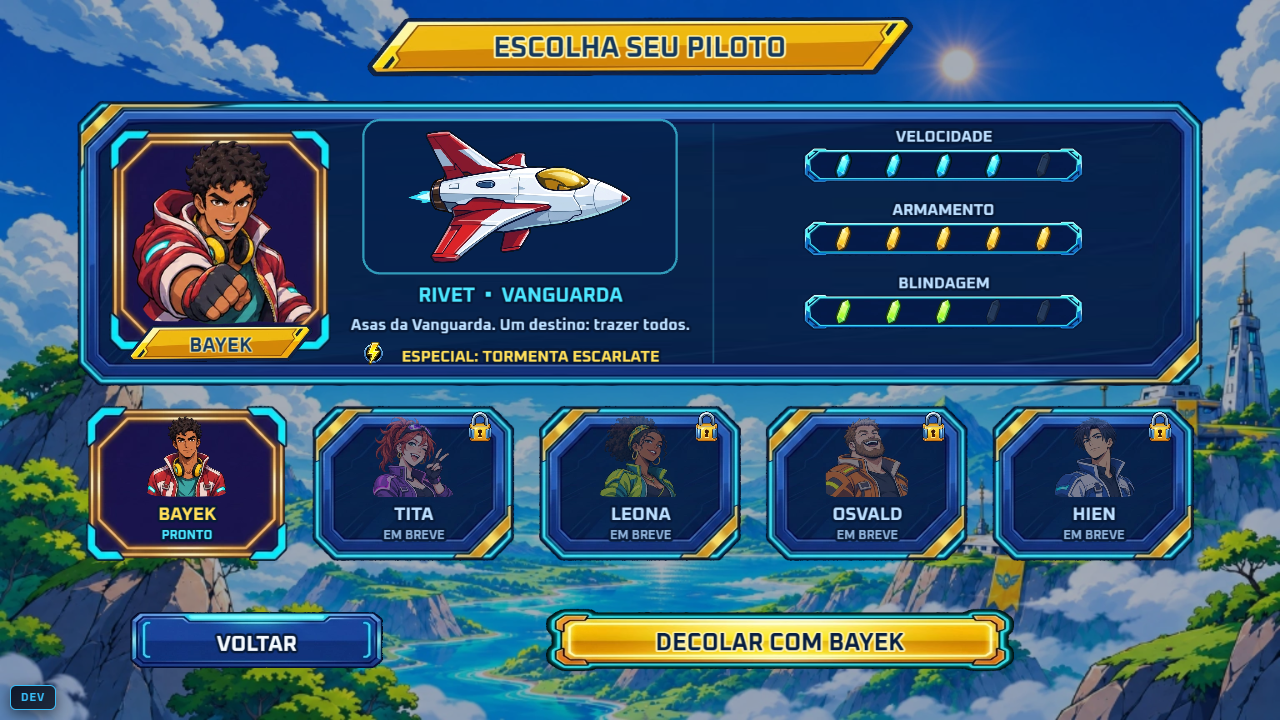 ESCOLHA SEU PILOTO
BAYEK
RIVET ▪ VANGUARDA
Asas da Vanguarda. Um destino: trazer todos.
ESPECIAL: TORMENTA ESCARLATE
VELOCIDADE
ARMAMENTO
BLINDAGEM
BAYEK
PRONTO
TITA
EM BREVE
LEONA
EM BREVE
OSVALD
EM BREVE
HIEN
EM BREVE
VOLTAR
DECOLAR COM BAYEK
DEV